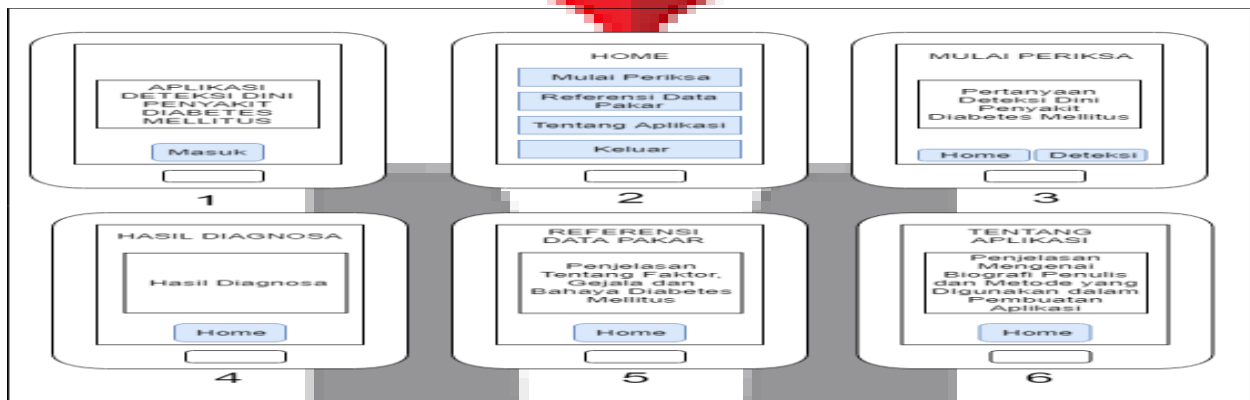 APLIKASI
DETEKSI DINI
PENYAKIT
DIABETES
MELLITUS
Masuk
1
HOME
Mulai Periksa
Referensi Data
Pakar
Tentang Aplikasi
Keluar
2
MULAI PERIKSA
Pertanyaan
Deteksi Dini
Penyakit
Diabetes Mellitus
Home
Deteksi
3
HASIL DIAGNOSA
Hasil Diagnosa
Home
4
REFERENSI
DATA PAKAR
Penjelasan
Tentang Faktor,
Gejala dan
Bahaya Diabetes
Mellitus
Home
5
TENTANG
APLIKASI
Penjelasan
Mengenai
Biografi Penulis
dan Metode yang
DIgunakan dalam
Pembuatan
Aplikasi
Home
6